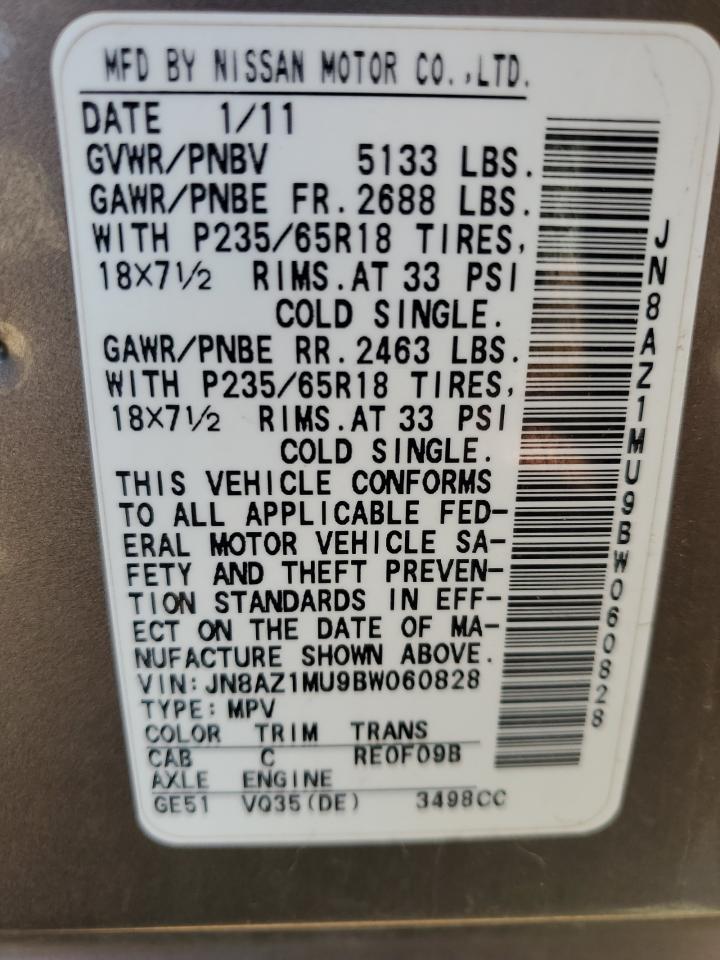 MFD BY NISSAN MOTOR CO.,LTD.
DATE 1/11
GVWR/PNBV 5133 LBS.
GAWR/PNBE FR.2688 LBS.
WITH P235/65R18 TIRES,
18×7½ RIMS.AT 33 PSI
COLD SINGLE.
GAWR/PNBE RR.2463 LBS.
WITH P235/65R18 TIRES,
18×7½ RIMS.AT 33 PSI
COLD SINGLE.
THIS VEHICLE CONFORMS
TO ALL APPLICABLE FED-
ERAL MOTOR VEHICLE SA-
FETY AND THEFT PREVEN-
TION STANDARDS IN EFF-
ECT ON THE DATE OF MA-
NUFACTURE SHOWN ABOVE.
VIN:JN8AZ1MU9BW060828
TYPE:MPV
COLOR TRIM TRANS
CAB C RE0F09B
AXLE ENGINE
GE51 VQ35(DE) 3498CC
JN8AZ1MU9BW060828